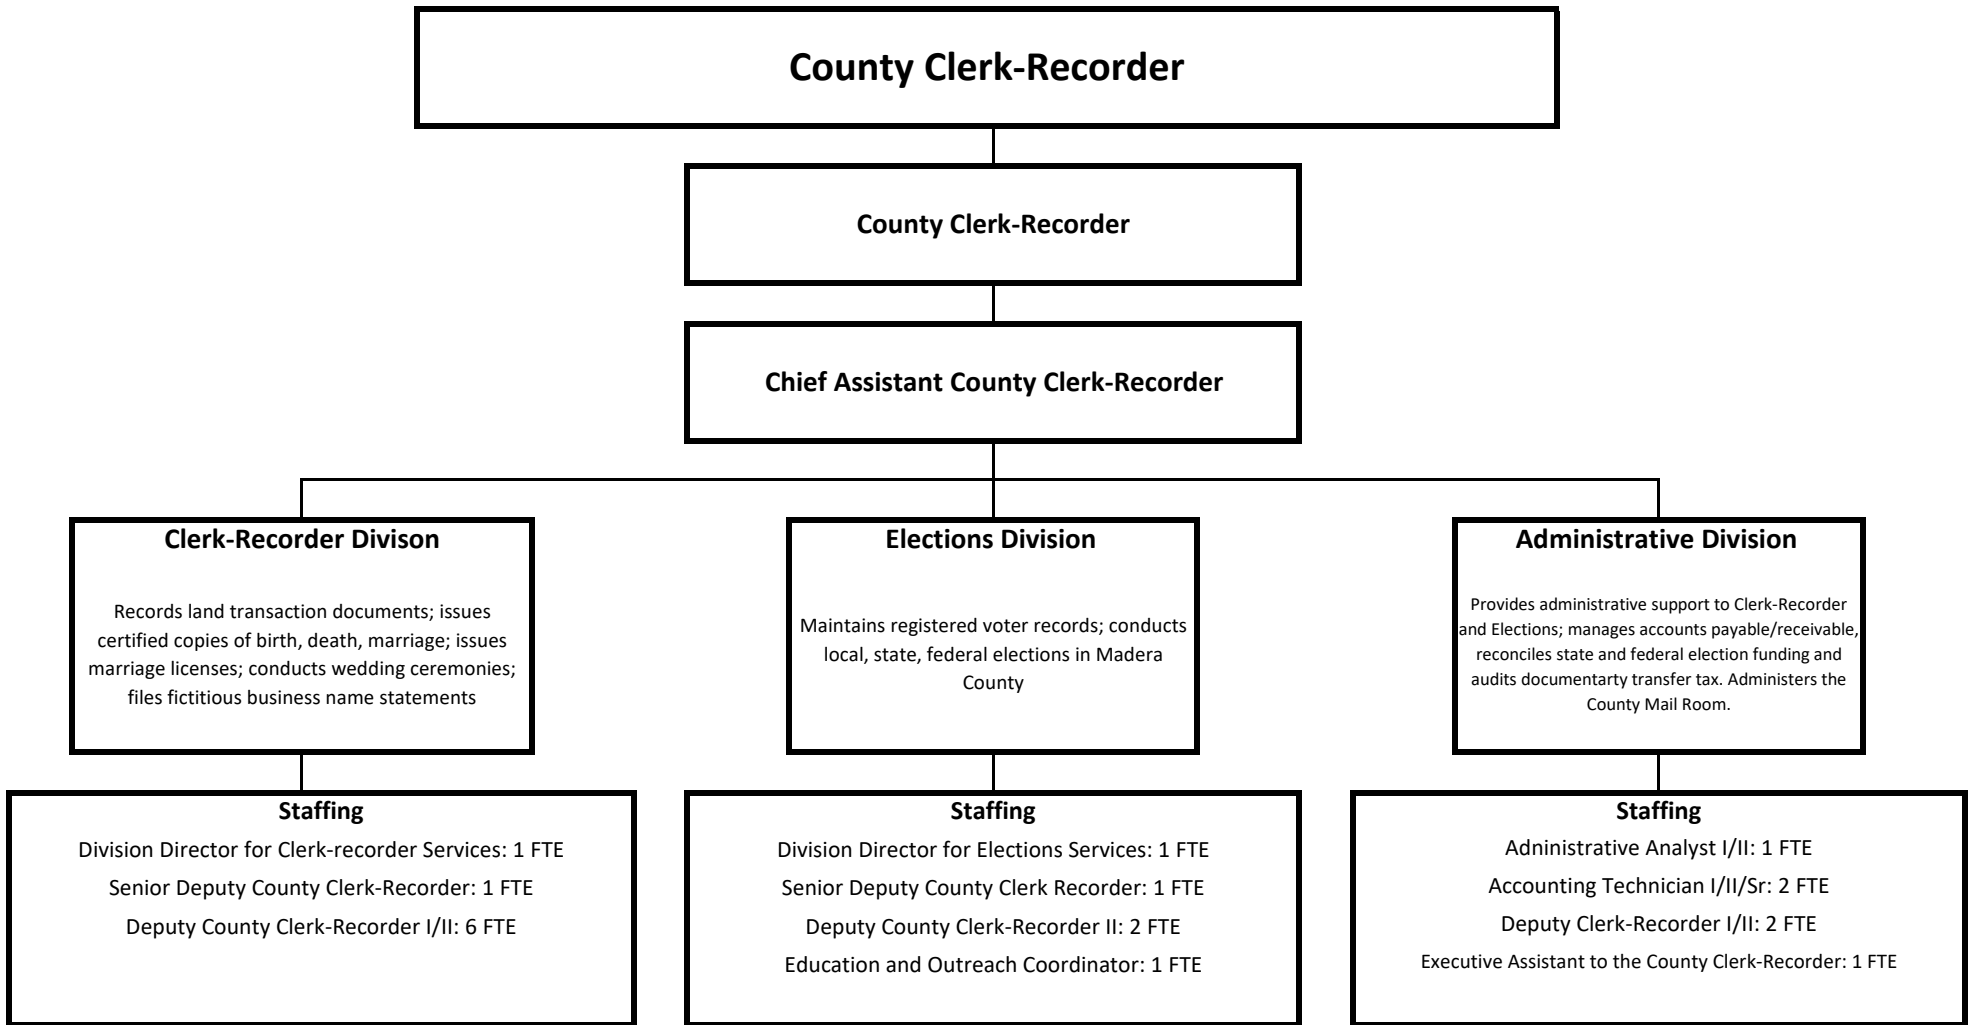 County Clerk-Recorder
County Clerk-Recorder
Chief Assistant County Clerk-Recorder
Clerk-Recorder Divison
Records land transaction documents; issues
certified copies of birth, death, marriage; issues
marriage licenses; conducts wedding ceremonies;
files fictitious business name statements
Elections Division
Maintains registered voter records; conducts
local, state, federal elections in Madera
County
Administrative Division
Provides administrative support to Clerk-Recorder
and Elections; manages accounts payable/receivable,
reconciles state and federal election funding and
audits documentarty transfer tax. Administers the
County Mail Room.
Staffing
Division Director for Clerk-recorder Services: 1 FTE
Senior Deputy County Clerk-Recorder: 1 FTE
Deputy County Clerk-Recorder I/II: 6 FTE
Staffing
Division Director for Elections Services: 1 FTE
Senior Deputy County Clerk Recorder: 1 FTE
Deputy County Clerk-Recorder II: 2 FTE
Education and Outreach Coordinator: 1 FTE
Staffing
Adninistrative Analyst I/II: 1 FTE
Accounting Technician I/II/Sr: 2 FTE
Deputy Clerk-Recorder I/II: 2 FTE
Executive Assistant to the County Clerk-Recorder: 1 FTE